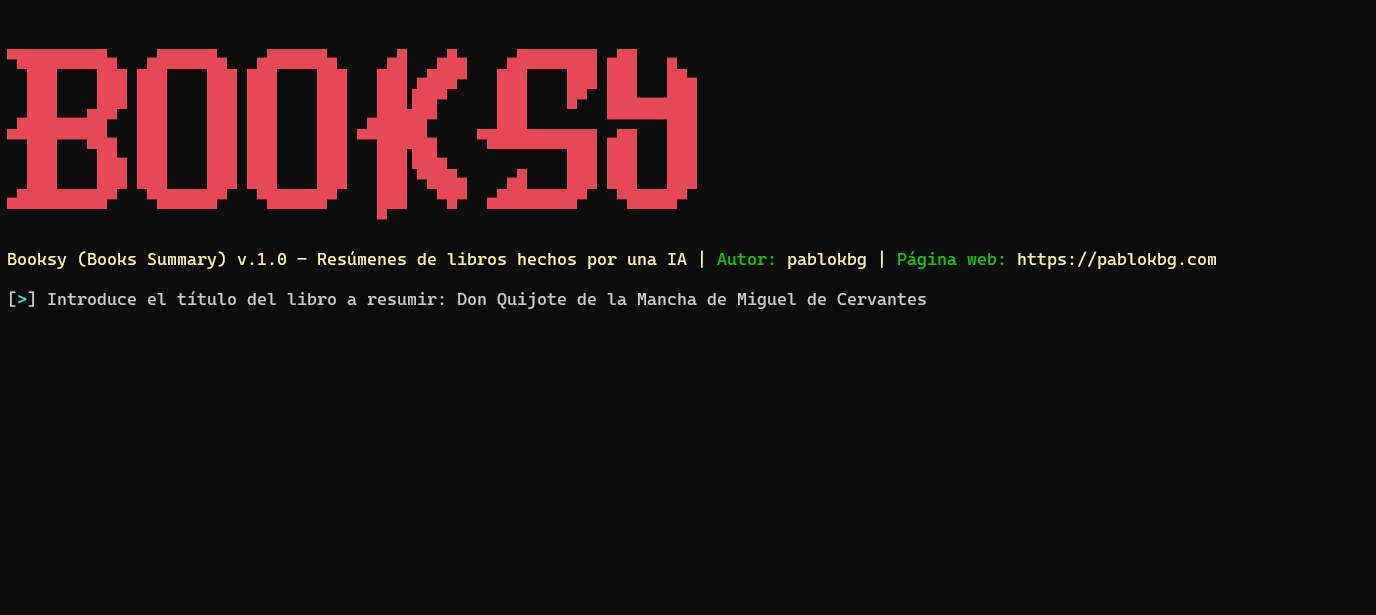 BOOKSY
Booksy (Books Summary) v.1.0 – Resúmenes de libros hechos por una IA | Autor: pablokbg | Página web: https://pablokbg.com
[>] Introduce el título del libro a resumir: Don Quijote de la Mancha de Miguel de Cervantes